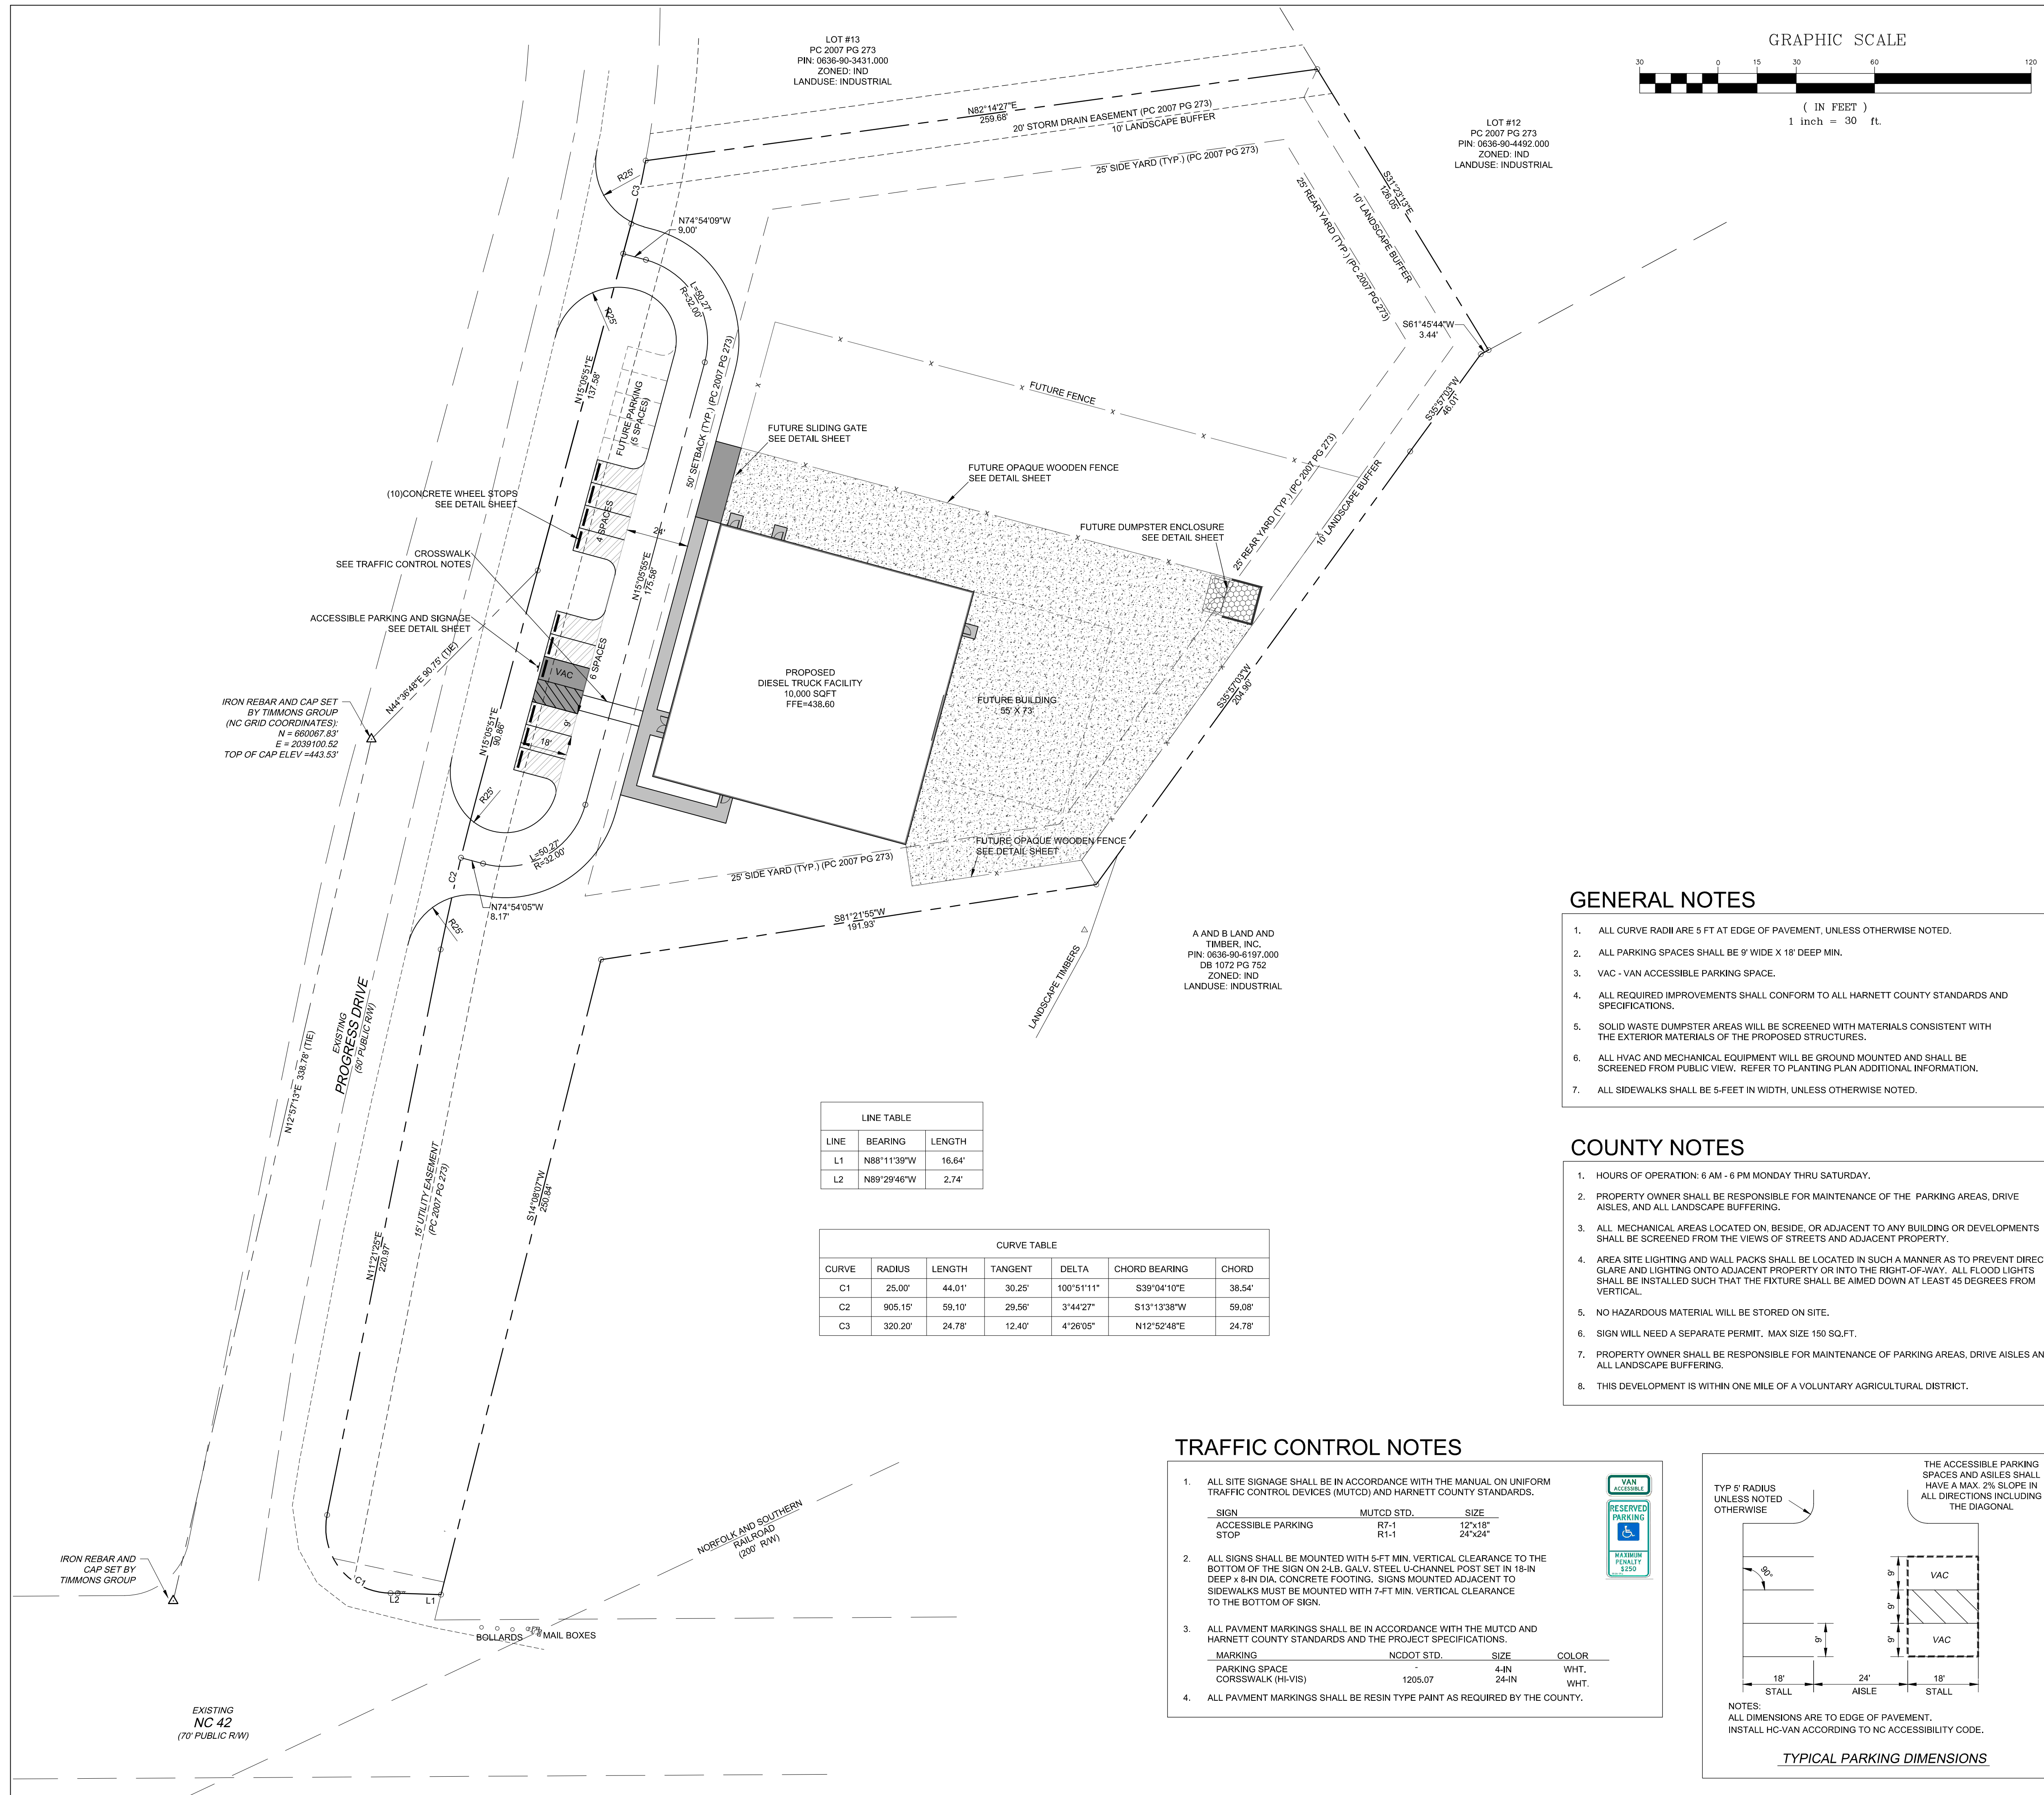 GRAPHIC SCALE
30 0 15 30 60 120
( IN FEET )
1 inch = 30 ft.
LOT #13
PC 2007 PG 273
PIN: 0636-90-3431.000
ZONED: IND
LANDUSE: INDUSTRIAL
LOT #12
PC 2007 PG 273
PIN: 0636-90-4492.000
ZONED: IND
LANDUSE: INDUSTRIAL
N82°14'27"E
259.68'
20' STORM DRAIN EASEMENT (PC 2007 PG 273)
10' LANDSCAPE BUFFER
25' SIDE YARD (TYP.) (PC 2007 PG 273)
S31°23'13"E
126.05'
10' LANDSCAPE BUFFER
25' REAR YARD (TYP.) (PC 2007 PG 273)
R25'
C3
N74°54'09"W
9.00'
L=50.27'
R=32.00'
R25'
S61°45'44"W
3.44'
S35°57'03"W
46.01'
N15°05'51"E
137.58'
FUTURE PARKING
(5 SPACES)
50' SETBACK (TYP.) (PC 2007 PG 273)
FUTURE FENCE
FUTURE SLIDING GATE
SEE DETAIL SHEET
FUTURE OPAQUE WOODEN FENCE
SEE DETAIL SHEET
25' REAR YARD (TYP.) (PC 2007 PG 273)
10' LANDSCAPE BUFFER
(10)CONCRETE WHEEL STOPS
SEE DETAIL SHEET
4 SPACES
24'
FUTURE DUMPSTER ENCLOSURE
SEE DETAIL SHEET
CROSSWALK
SEE TRAFFIC CONTROL NOTES
N15°05'55"E
175.58'
ACCESSIBLE PARKING AND SIGNAGE
SEE DETAIL SHEET
6 SPACES
VAC
9'
18'
N44°36'48"E 90.75' (TIE)
PROPOSED
DIESEL TRUCK FACILITY
10,000 SQFT
FFE=438.60
FUTURE BUILDING
55' X 73'
S35°57'03"W
204.90'
IRON REBAR AND CAP SET
BY TIMMONS GROUP
(NC GRID COORDINATES):
N = 660067.83'
E = 2039100.52
TOP OF CAP ELEV =443.53'
N15°05'51"E
90.86'
R25'
L=50.27'
R=32.00'
FUTURE OPAQUE WOODEN FENCE
SEE DETAIL SHEET
25' SIDE YARD (TYP.) (PC 2007 PG 273)
C2
N74°54'05"W
8.17'
R25'
S81°21'55"W
191.93'
A AND B LAND AND
TIMBER, INC.
PIN: 0636-90-6197.000
DB 1072 PG 752
ZONED: IND
LANDUSE: INDUSTRIAL
LANDSCAPE TIMBERS
EXISTING
PROGRESS DRIVE
(50' PUBLIC R/W)
N12°57'13"E 338.78' (TIE)
15' UTILITY EASEMENT
(PC 2007 PG 273)
S14°08'07"W
250.84'
N11°21'25"E
220.97'
IRON REBAR AND
CAP SET BY
TIMMONS GROUP
C1
L2
L1
BOLLARDS
MAIL BOXES
NORFOLK AND SOUTHERN
RAILROAD
(200' R/W)
EXISTING
NC 42
(70' PUBLIC R/W)
LINE TABLE
LINE BEARING LENGTH
L1 N88°11'39"W 16.64'
L2 N89°29'46"W 2.74'
CURVE TABLE
CURVE RADIUS LENGTH TANGENT DELTA CHORD BEARING CHORD
C1 25.00' 44.01' 30.25' 100°51'11" S39°04'10"E 38.54'
C2 905.15' 59.10' 29.56' 3°44'27" S13°13'38"W 59.08'
C3 320.20' 24.78' 12.40' 4°26'05" N12°52'48"E 24.78'
GENERAL NOTES
1. ALL CURVE RADII ARE 5 FT AT EDGE OF PAVEMENT, UNLESS OTHERWISE NOTED.
2. ALL PARKING SPACES SHALL BE 9' WIDE X 18' DEEP MIN.
3. VAC - VAN ACCESSIBLE PARKING SPACE.
4. ALL REQUIRED IMPROVEMENTS SHALL CONFORM TO ALL HARNETT COUNTY STANDARDS AND
SPECIFICATIONS.
5. SOLID WASTE DUMPSTER AREAS WILL BE SCREENED WITH MATERIALS CONSISTENT WITH
THE EXTERIOR MATERIALS OF THE PROPOSED STRUCTURES.
6. ALL HVAC AND MECHANICAL EQUIPMENT WILL BE GROUND MOUNTED AND SHALL BE
SCREENED FROM PUBLIC VIEW. REFER TO PLANTING PLAN ADDITIONAL INFORMATION.
7. ALL SIDEWALKS SHALL BE 5-FEET IN WIDTH, UNLESS OTHERWISE NOTED.
COUNTY NOTES
1. HOURS OF OPERATION: 6 AM - 6 PM MONDAY THRU SATURDAY.
2. PROPERTY OWNER SHALL BE RESPONSIBLE FOR MAINTENANCE OF THE PARKING AREAS, DRIVE
AISLES, AND ALL LANDSCAPE BUFFERING.
3. ALL MECHANICAL AREAS LOCATED ON, BESIDE, OR ADJACENT TO ANY BUILDING OR DEVELOPMENTS
SHALL BE SCREENED FROM THE VIEWS OF STREETS AND ADJACENT PROPERTY.
4. AREA SITE LIGHTING AND WALL PACKS SHALL BE LOCATED IN SUCH A MANNER AS TO PREVENT DIREC
GLARE AND LIGHTING ONTO ADJACENT PROPERTY OR INTO THE RIGHT-OF-WAY. ALL FLOOD LIGHTS
SHALL BE INSTALLED SUCH THAT THE FIXTURE SHALL BE AIMED DOWN AT LEAST 45 DEGREES FROM
VERTICAL.
5. NO HAZARDOUS MATERIAL WILL BE STORED ON SITE.
6. SIGN WILL NEED A SEPARATE PERMIT. MAX SIZE 150 SQ.FT.
7. PROPERTY OWNER SHALL BE RESPONSIBLE FOR MAINTENANCE OF PARKING AREAS, DRIVE AISLES AN
ALL LANDSCAPE BUFFERING.
8. THIS DEVELOPMENT IS WITHIN ONE MILE OF A VOLUNTARY AGRICULTURAL DISTRICT.
TRAFFIC CONTROL NOTES
1. ALL SITE SIGNAGE SHALL BE IN ACCORDANCE WITH THE MANUAL ON UNIFORM
TRAFFIC CONTROL DEVICES (MUTCD) AND HARNETT COUNTY STANDARDS.
SIGN MUTCD STD. SIZE
ACCESSIBLE PARKING R7-1 12"x18"
STOP R1-1 24"x24"
2. ALL SIGNS SHALL BE MOUNTED WITH 5-FT MIN. VERTICAL CLEARANCE TO THE
BOTTOM OF THE SIGN ON 2-LB. GALV. STEEL U-CHANNEL POST SET IN 18-IN
DEEP x 8-IN DIA. CONCRETE FOOTING. SIGNS MOUNTED ADJACENT TO
SIDEWALKS MUST BE MOUNTED WITH 7-FT MIN. VERTICAL CLEARANCE
TO THE BOTTOM OF SIGN.
3. ALL PAVMENT MARKINGS SHALL BE IN ACCORDANCE WITH THE MUTCD AND
HARNETT COUNTY STANDARDS AND THE PROJECT SPECIFICATIONS.
MARKING NCDOT STD. SIZE COLOR
PARKING SPACE - 4-IN WHT.
CORSSWALK (HI-VIS) 1205.07 24-IN WHT.
4. ALL PAVMENT MARKINGS SHALL BE RESIN TYPE PAINT AS REQUIRED BY THE COUNTY.
VAN
ACCESSIBLE
RESERVED
PARKING
MAXIMUM
PENALTY
$250
TYP 5' RADIUS
UNLESS NOTED
OTHERWISE
THE ACCESSIBLE PARKING
SPACES AND ASILES SHALL
HAVE A MAX. 2% SLOPE IN
ALL DIRECTIONS INCLUDING
THE DIAGONAL
90°
9'
9'
9'
9'
VAC
VAC
18' 24' 18'
STALL AISLE STALL
NOTES:
ALL DIMENSIONS ARE TO EDGE OF PAVEMENT.
INSTALL HC-VAN ACCORDING TO NC ACCESSIBILITY CODE.
TYPICAL PARKING DIMENSIONS